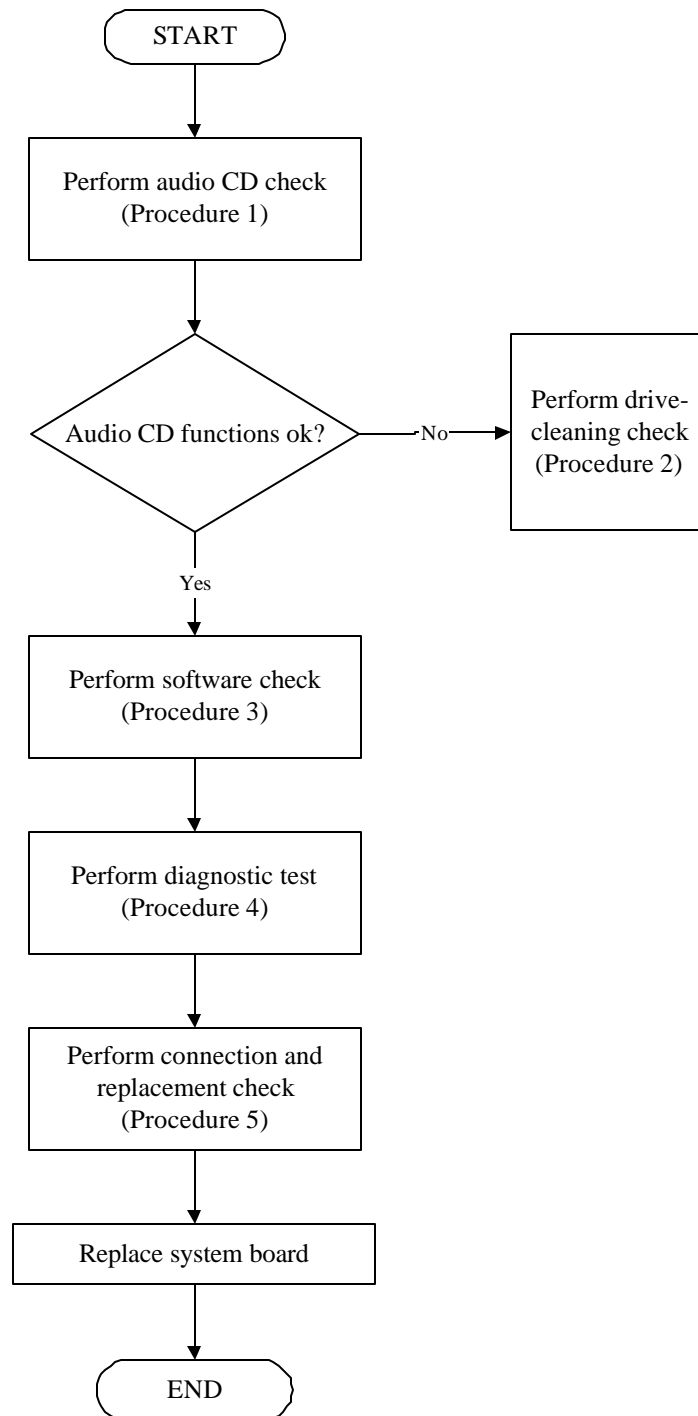 START
Perform audio CD check
(Procedure 1)
Audio CD functions ok?
No
Perform drive-
cleaning check
(Procedure 2)
Yes
Perform software check
(Procedure 3)
Perform diagnostic test
(Procedure 4)
Perform connection and
replacement check
(Procedure 5)
Replace system board
END